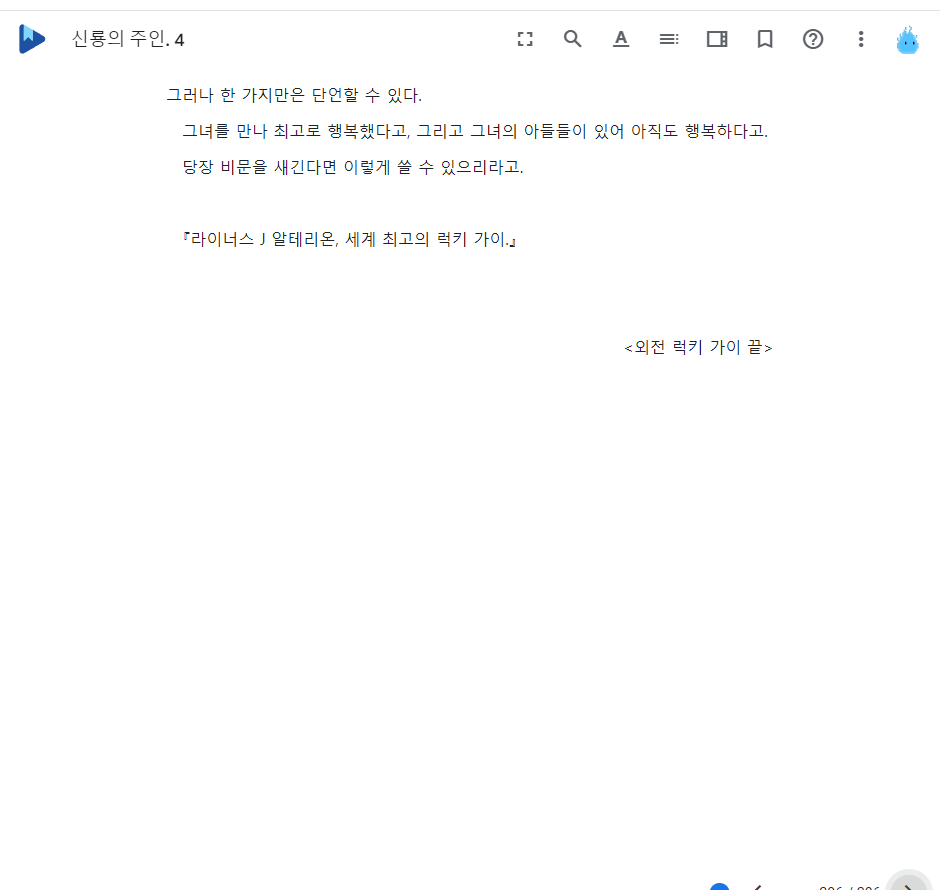 신룡의 주인. 4
그러나 한 가지만은 단언할 수 있다.
그녀를 만나 최고로 행복했다고, 그리고 그녀의 아들들이 있어 아직도 행복하다고.
당장 비문을 새긴다면 이렇게 쓸 수 있으리라고.
『라이너스 J 알테리온, 세계 최고의 럭키 가이.』
<외전 럭키 가이 끝>